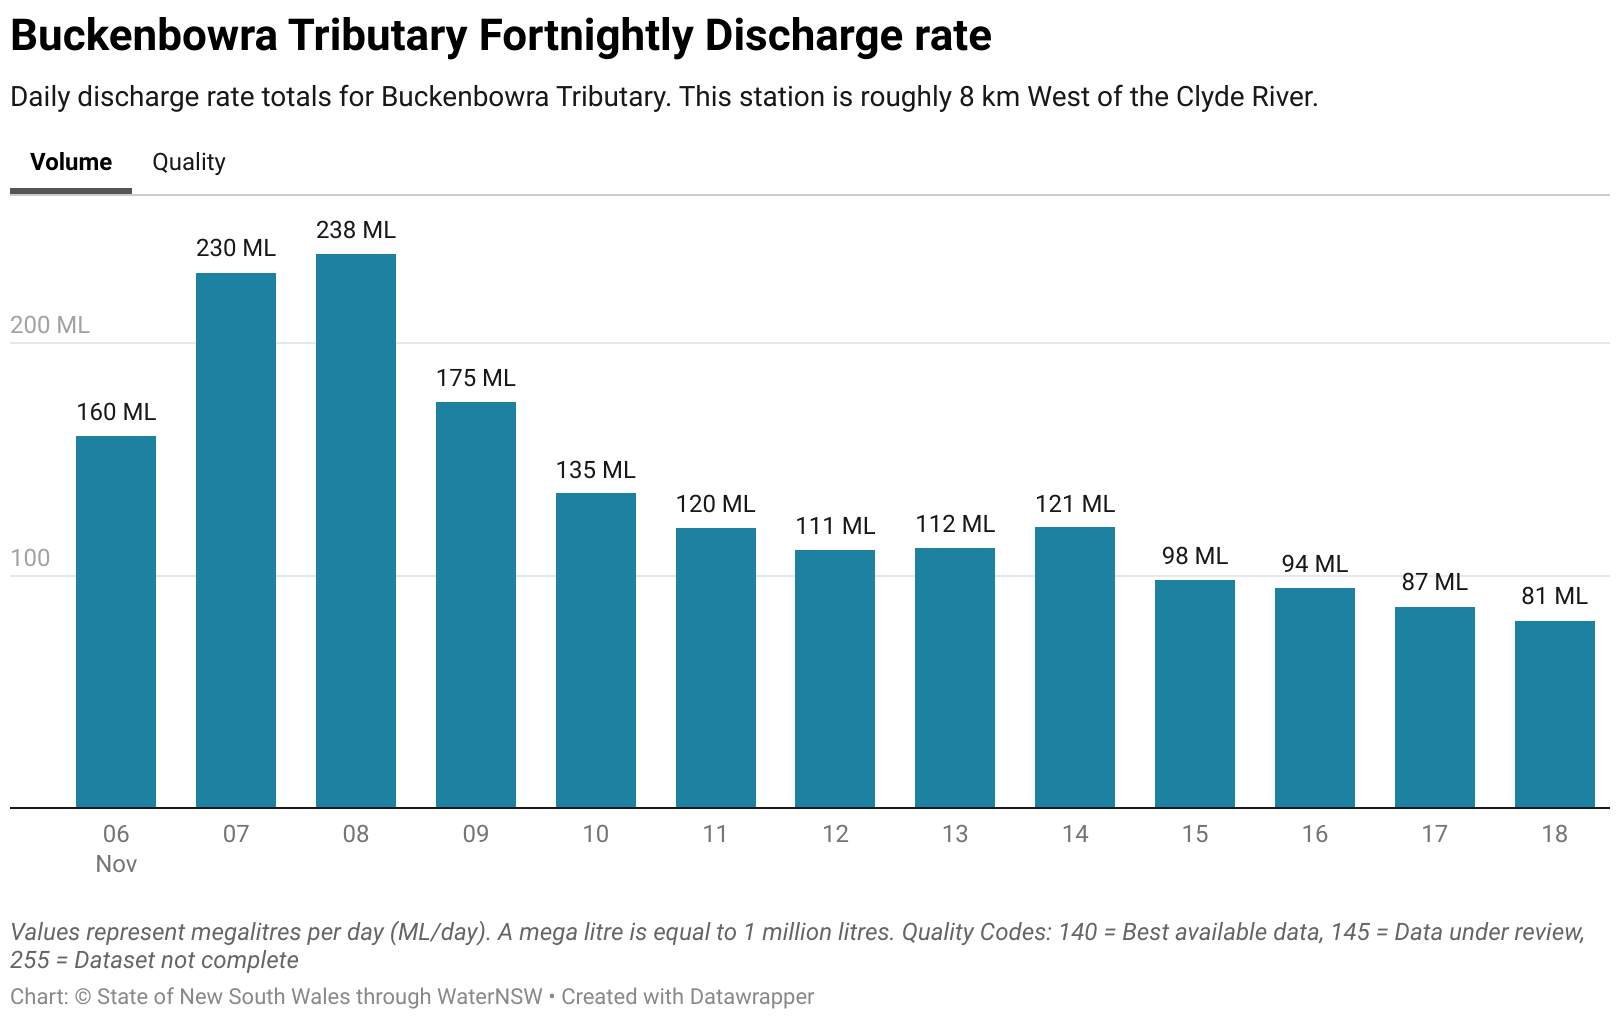 Buckenbowra Tributary Fortnightly Discharge rate
Daily discharge rate totals for Buckenbowra Tributary. This station is roughly 8 km West of the Clyde River.
Volume Quality
238 ML
230 ML
200 ML
175 ML
160 ML
135 ML
120 ML
121 ML
111 ML
112 ML
100
98 ML
94 ML
87 ML
81 ML
06 07 08 09 10 11 12 13 14 15 16 17 18
Nov
Values represent megalitres per day (ML/day). A mega litre is equal to 1 million litres. Quality Codes: 140 = Best available data, 145 = Data under review,
255 = Dataset not complete
Chart: © State of New South Wales through WaterNSW • Created with Datawrapper